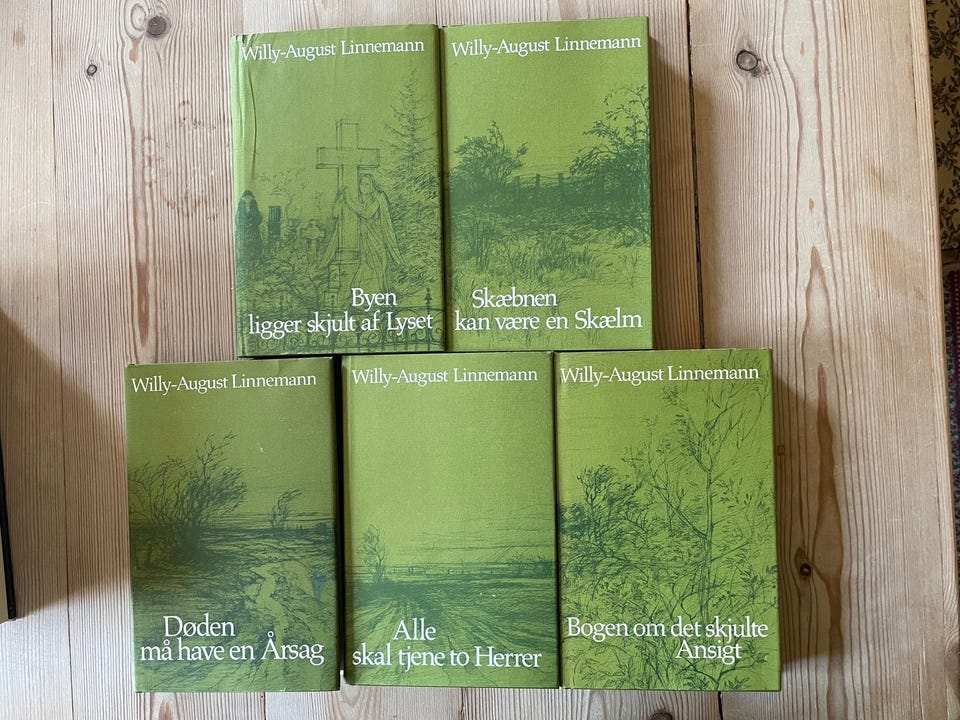 Willy-August Linnemann
Byen
ligger skjult af Lyset
Willy-August Linnemann
Skæbnen
kan være en Skælm
Willy-August Linnemann
Døden
må have en Årsag
Willy-August Linnemann
Alle
skal tjene to Herrer
Willy-August Linnemann
Bogen om det skjulte
Ansigt